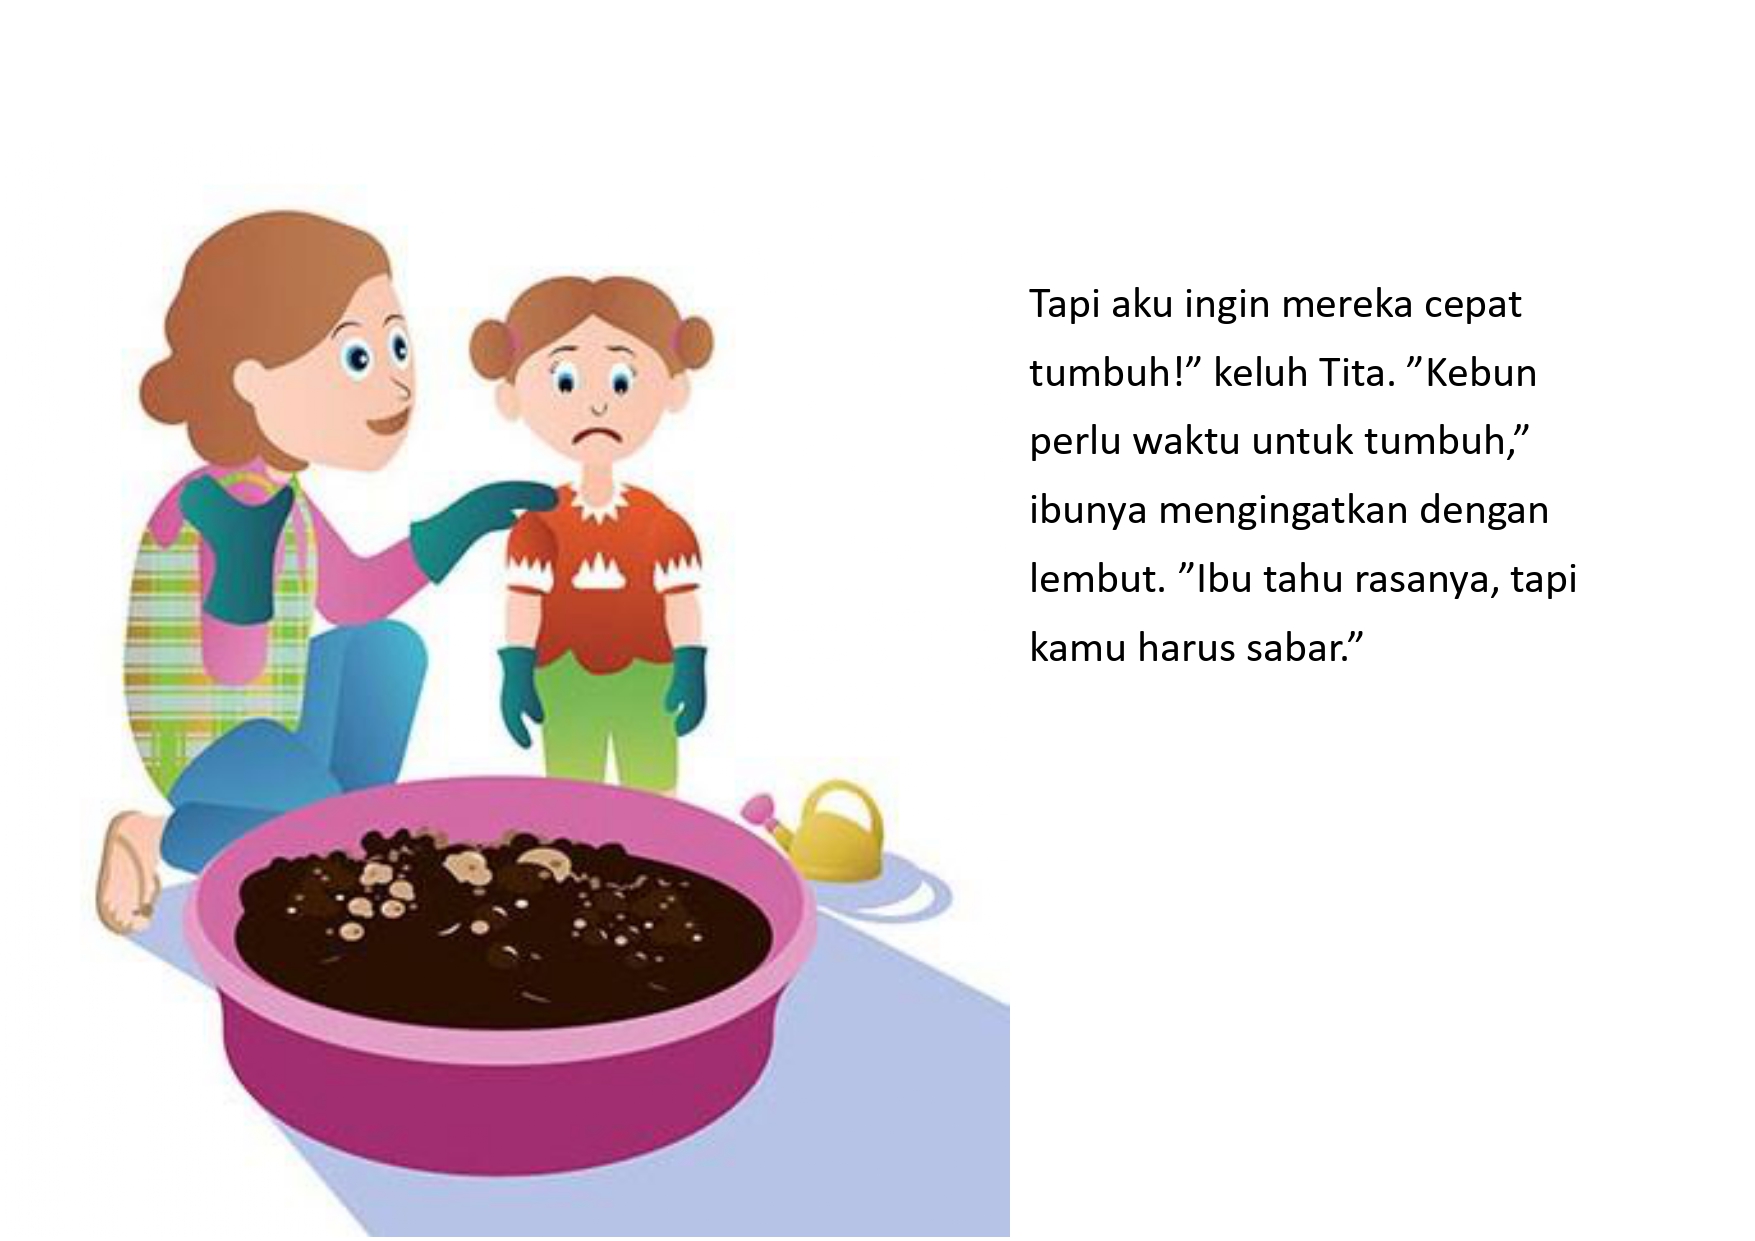 Tapi aku ingin mereka cepat
tumbuh!” keluh Tita. ”Kebun
perlu waktu untuk tumbuh,”
ibunya mengingatkan dengan
lembut. ”Ibu tahu rasanya, tapi
kamu harus sabar.”